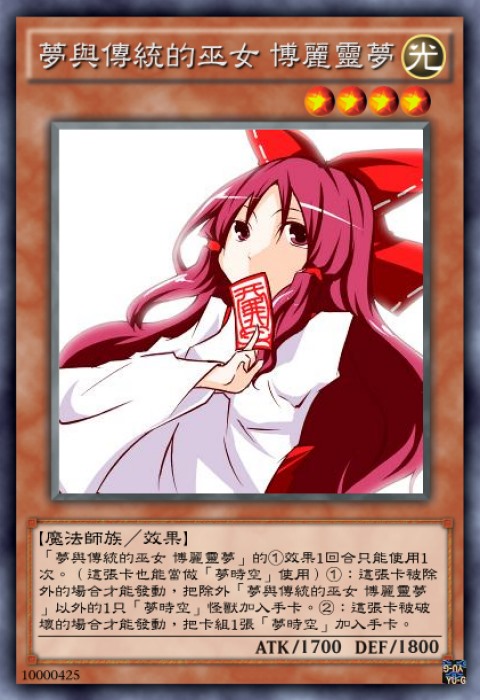 夢與傳統的巫女 博麗靈夢
光
[魔法師族／效果]
「夢與傳統的巫女 博麗靈夢」的①效果1回合只能使用1
次。（這張卡也能當做「夢時空」使用）①：這張卡被除
外的場合才能發動，把除外「夢與傳統的巫女 博麗靈夢
」以外的1只「夢時空」怪獸加入手卡。②：這張卡被破
壞的場合才能發動，把卡組1張「夢時空」加入手卡。
ATK/1700 DEF/1800
10000425